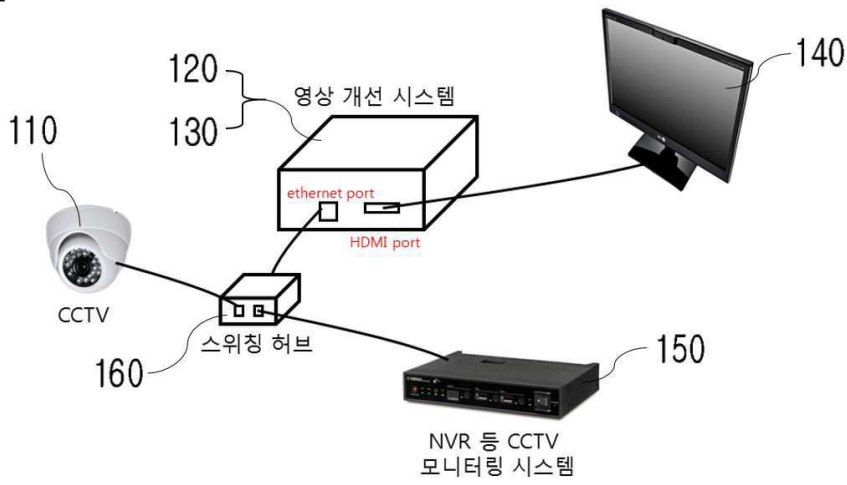 120
130
영상 개선 시스템
140
110
ethernet port
HDMI port
CCTV
스위칭 허브
160
150
NVR 등 CCTV
모니터링 시스템